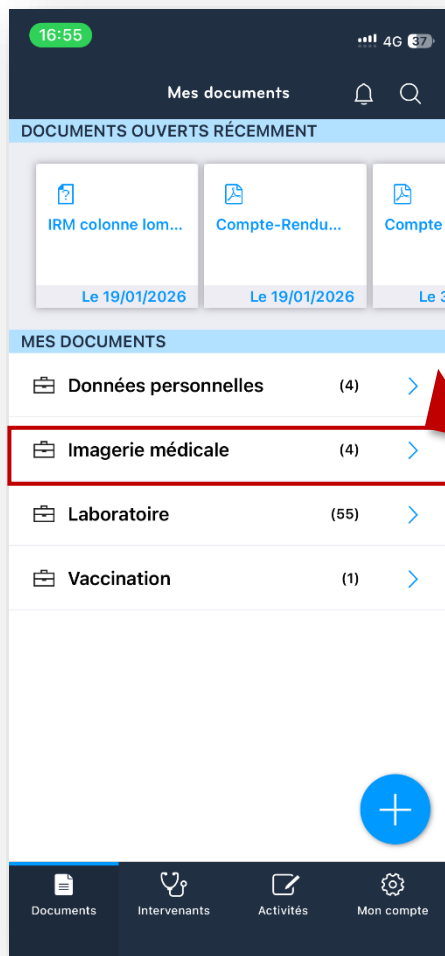 16:55
4G 37
Mes documents
DOCUMENTS OUVERTS RÉCEMMENT
IRM colonne lom...
Compte-Rendu...
Compte
Le 19/01/2026
Le 19/01/2026
Le 3
MES DOCUMENTS
Données personnelles (4)
Imagerie médicale (4)
Laboratoire (55)
Vaccination (1)
Documents
Intervenants
Activités
Mon compte